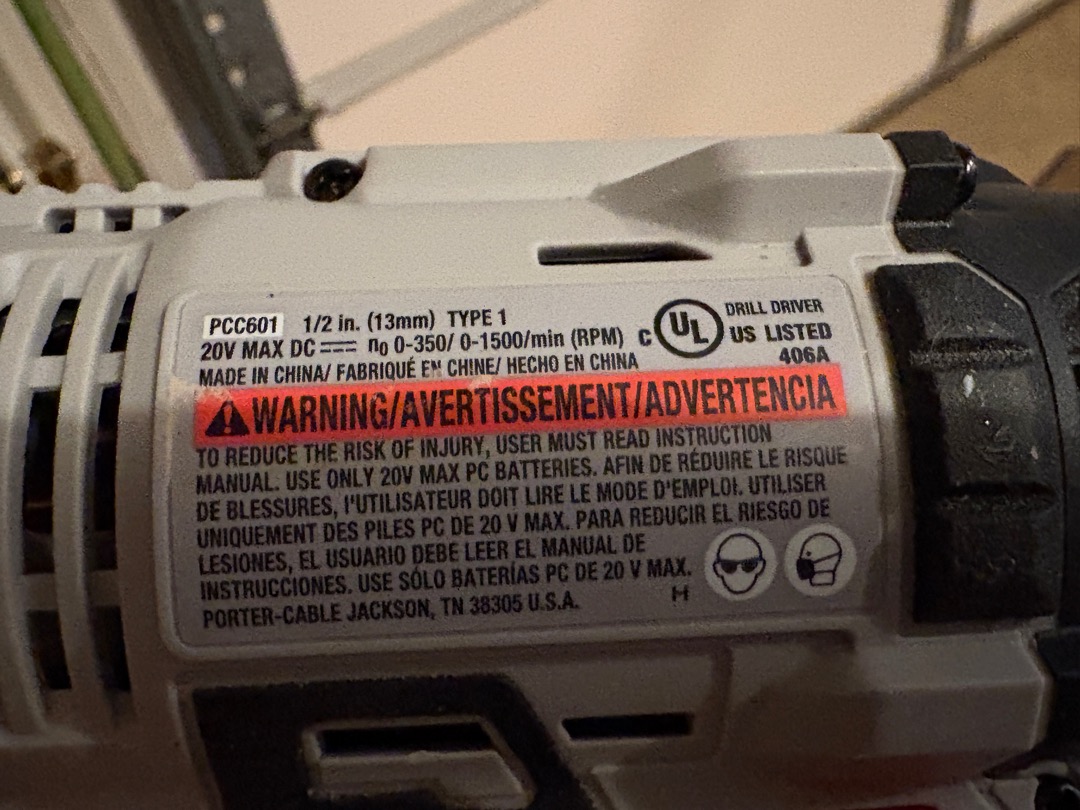 PCC601 1/2 in. (13mm) TYPE 1
20V MAX DC n0 0-350/ 0-1500/min (RPM)
MADE IN CHINA/ FABRIQUÉ EN CHINE/ HECHO EN CHINA
C UL US LISTED
DRILL DRIVER
406A
WARNING/AVERTISSEMENT/ADVERTENCIA
TO REDUCE THE RISK OF INJURY, USER MUST READ INSTRUCTION
MANUAL. USE ONLY 20V MAX PC BATTERIES. AFIN DE RÉDUIRE LE RISQUE
DE BLESSURES, l'UTILISATEUR DOIT LIRE LE MODE D'EMPLOI. UTILISER
UNIQUEMENT DES PILES PC DE 20 V MAX. PARA REDUCIR EL RIESGO DE
LESIONES, EL USUARIO DEBE LEER EL MANUAL DE
INSTRUCCIONES. USE SÓLO BATERÍAS PC DE 20 V MAX.
PORTER-CABLE JACKSON, TN 38305 U.S.A.
H